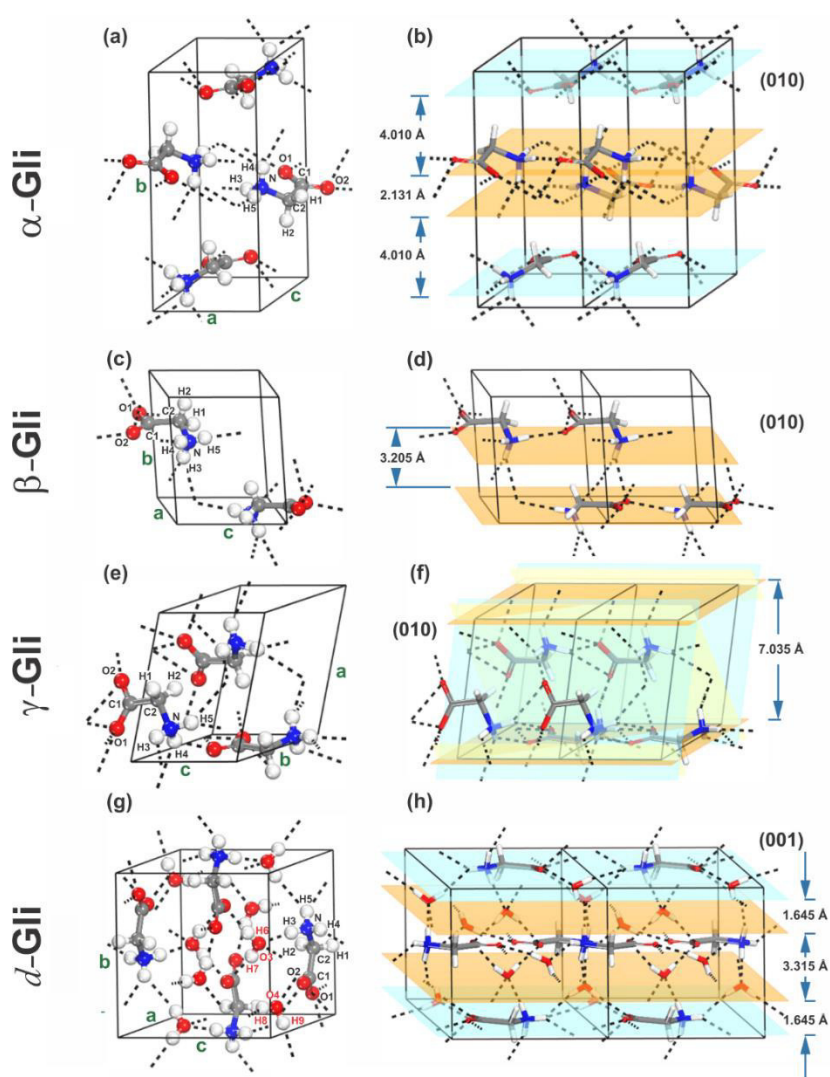 α-Gli
(a)
H4
O1
C1
H3
N
O2
H1
H5
C2
H2
b
c
a
(b)
(010)
4.010 Å
2.131 Å
4.010 Å
β-Gli
(c)
H2
O1
C2
H1
O2
C1
H4
N
H5
H3
b
a
c
(d)
(010)
3.205 Å
γ-Gli
(e)
O2
H1
H2
C1
C2
N
H5
O1
H3
H4
a
b
c
(f)
(010)
7.035 Å
d-Gli
(g)
H5
N
H3
H4
H6
H2
H1
O3
C2
H7
O2
C1
O1
O4
H8
H9
b
a
c
(h)
(001)
1.645 Å
3.315 Å
1.645 Å